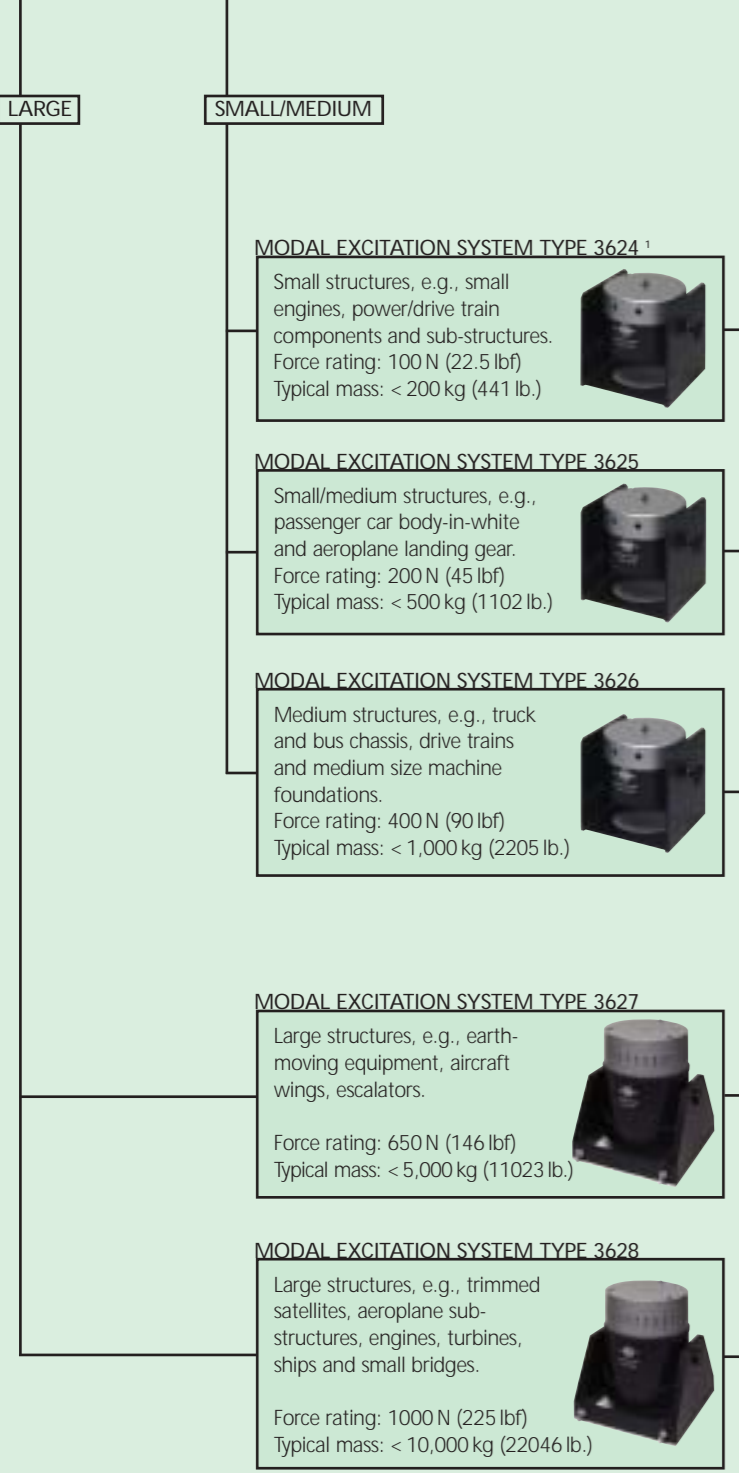 LARGE
SMALL/MEDIUM
MODAL EXCITATION SYSTEM TYPE 3624 ¹
Small structures, e.g., small
engines, power/drive train
components and sub-structures.
Force rating: 100 N (22.5 lbf)
Typical mass: < 200 kg (441 lb.)
MODAL EXCITATION SYSTEM TYPE 3625
Small/medium structures, e.g.,
passenger car body-in-white
and aeroplane landing gear.
Force rating: 200 N (45 lbf)
Typical mass: < 500 kg (1102 lb.)
MODAL EXCITATION SYSTEM TYPE 3626
Medium structures, e.g., truck
and bus chassis, drive trains
and medium size machine
foundations.
Force rating: 400 N (90 lbf)
Typical mass: < 1,000 kg (2205 lb.)
MODAL EXCITATION SYSTEM TYPE 3627
Large structures, e.g., earth-
moving equipment, aircraft
wings, escalators.
Force rating: 650 N (146 lbf)
Typical mass: < 5,000 kg (11023 lb.)
MODAL EXCITATION SYSTEM TYPE 3628
Large structures, e.g., trimmed
satellites, aeroplane sub-
structures, engines, turbines,
ships and small bridges.
Force rating: 1000 N (225 lbf)
Typical mass: < 10,000 kg (22046 lb.)